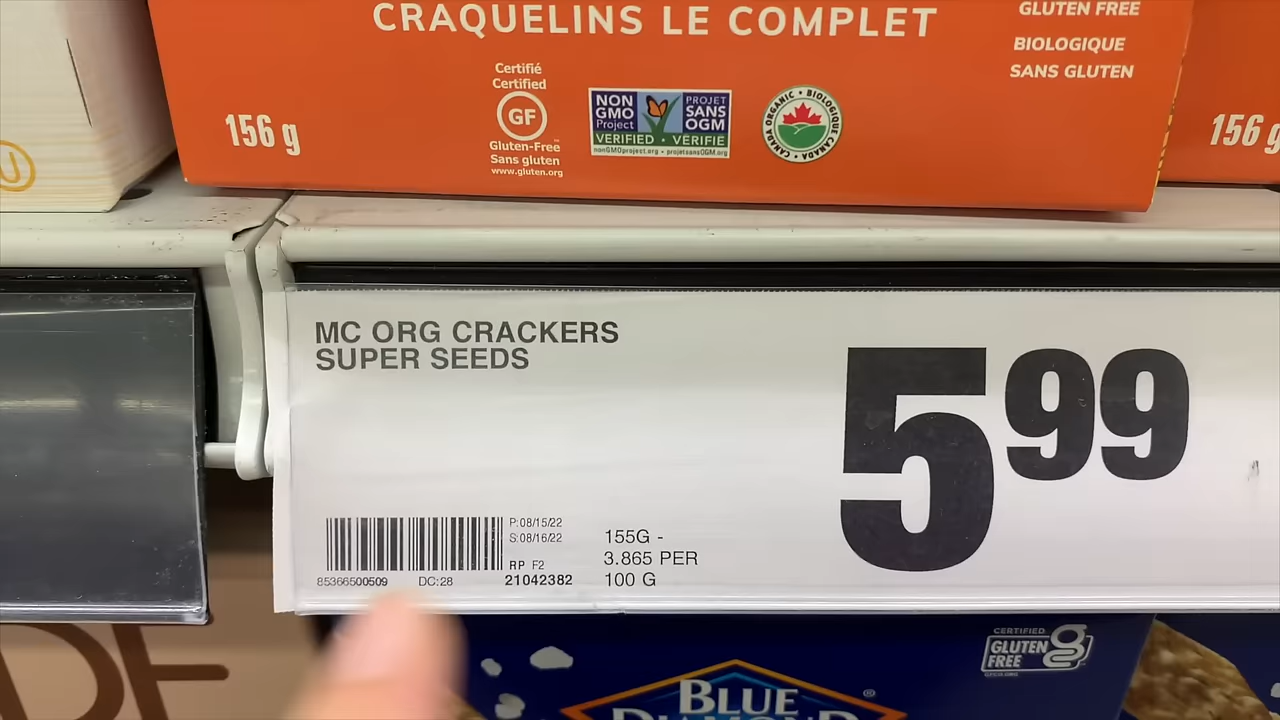 CRAQUELINS LE COMPLET
GLUTEN FREE
BIOLOGIQUE
SANS GLUTEN
156 g
Certifié
Certified
GF
Gluten-Free
Sans gluten
www.gluten.org
NON GMO Project
PROJET SANS OGM
VERIFIED • VERIFIÉ
nonGMOproject.org • projetsansOGM.org
CANADA ORGANIC • BIOLOGIQUE CANADA •
156 g
MC ORG CRACKERS
SUPER SEEDS
5 99
P:08/15/22
S:08/16/22
RP F2
85366500509 DC:28 21042382
155G -
3.865 PER
100 G
CERTIFIED
GLUTEN
FREE
BLUE
DIAMOND
®